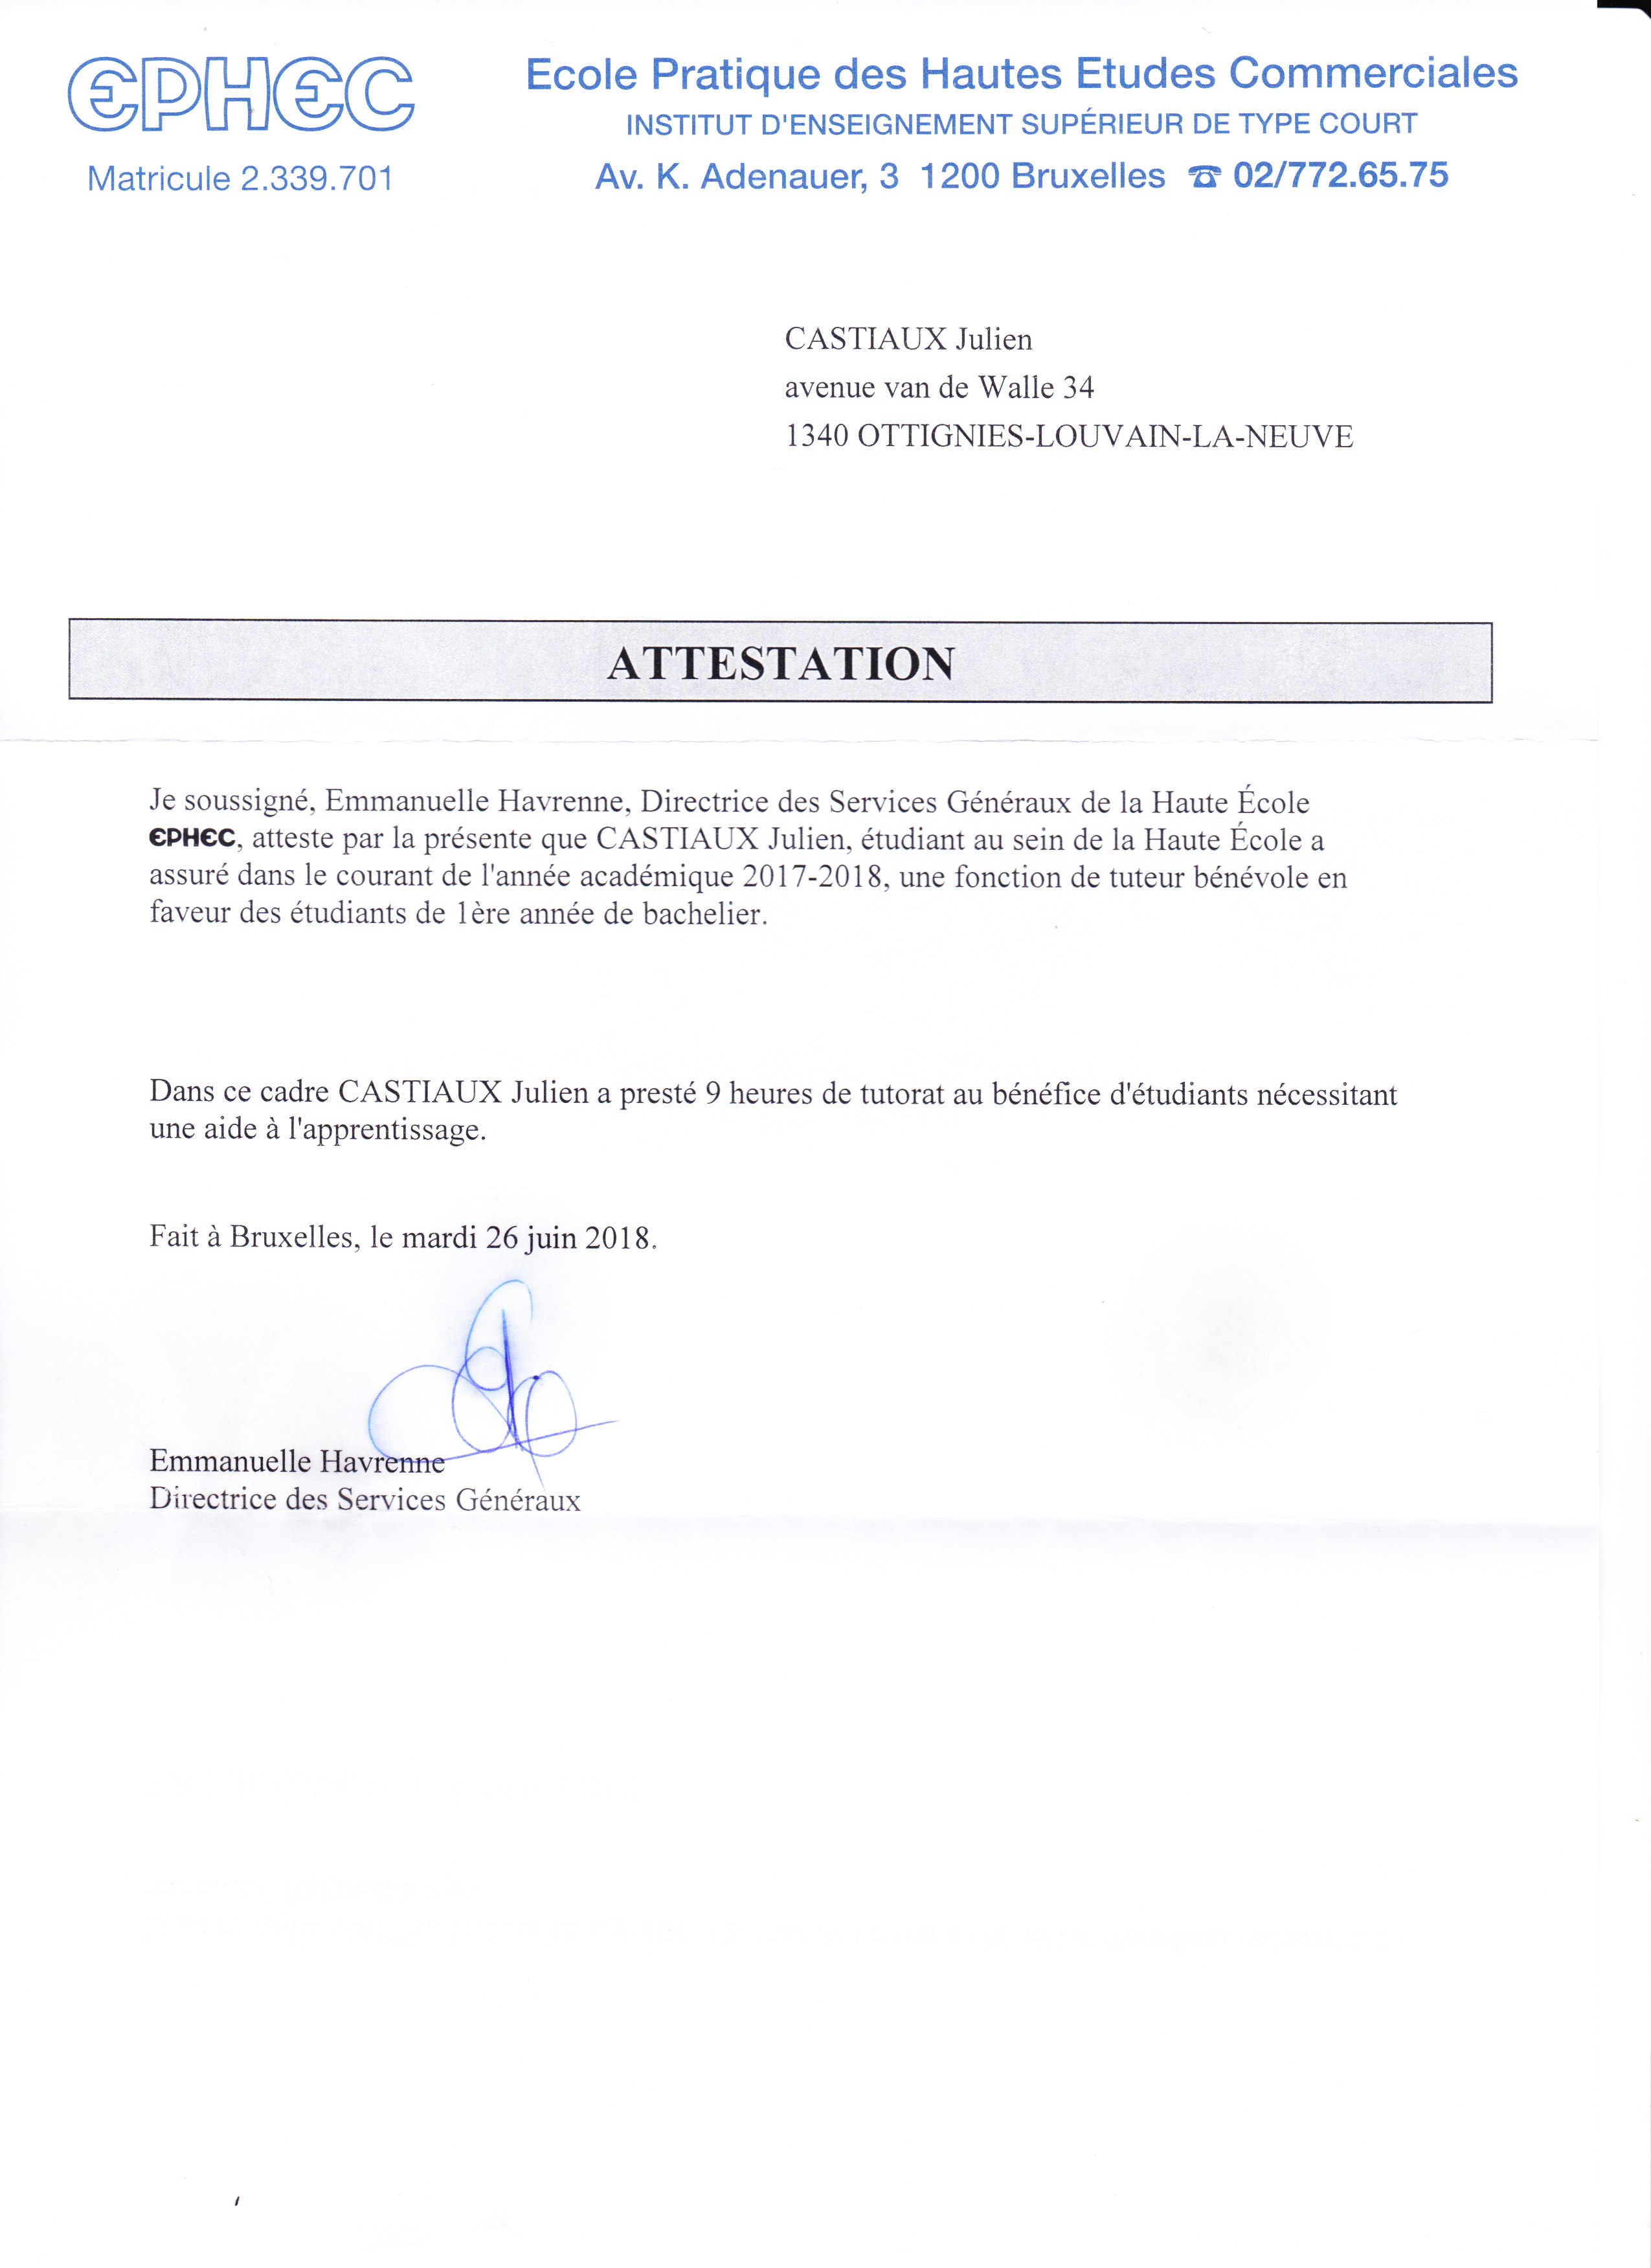 EPHEC
Matricule 2.339.701
Ecole Pratique des Hautes Etudes Commerciales
INSTITUT D'ENSEIGNEMENT SUPÉRIEUR DE TYPE COURT
Av. K. Adenauer, 3 1200 Bruxelles ☎ 02/772.65.75
CASTIAUX Julien
avenue van de Walle 34
1340 OTTIGNIES-LOUVAIN-LA-NEUVE
ATTESTATION
Je soussigné, Emmanuelle Havrenne, Directrice des Services Généraux de la Haute École
EPHEC, atteste par la présente que CASTIAUX Julien, étudiant au sein de la Haute École a
assuré dans le courant de l'année académique 2017-2018, une fonction de tuteur bénévole en
faveur des étudiants de 1ère année de bachelier.
Dans ce cadre CASTIAUX Julien a presté 9 heures de tutorat au bénéfice d'étudiants nécessitant
une aide à l'apprentissage.
Fait à Bruxelles, le mardi 26 juin 2018.
Emmanuelle Havrenne
Directrice des Services Généraux